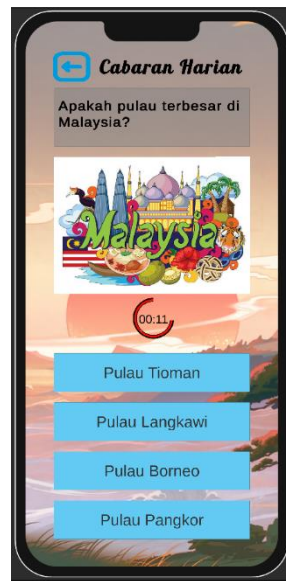 Cabaran Harian
Apakah pulau terbesar di
Malaysia?
Malaysia
00:11
Pulau Tioman
Pulau Langkawi
Pulau Borneo
Pulau Pangkor